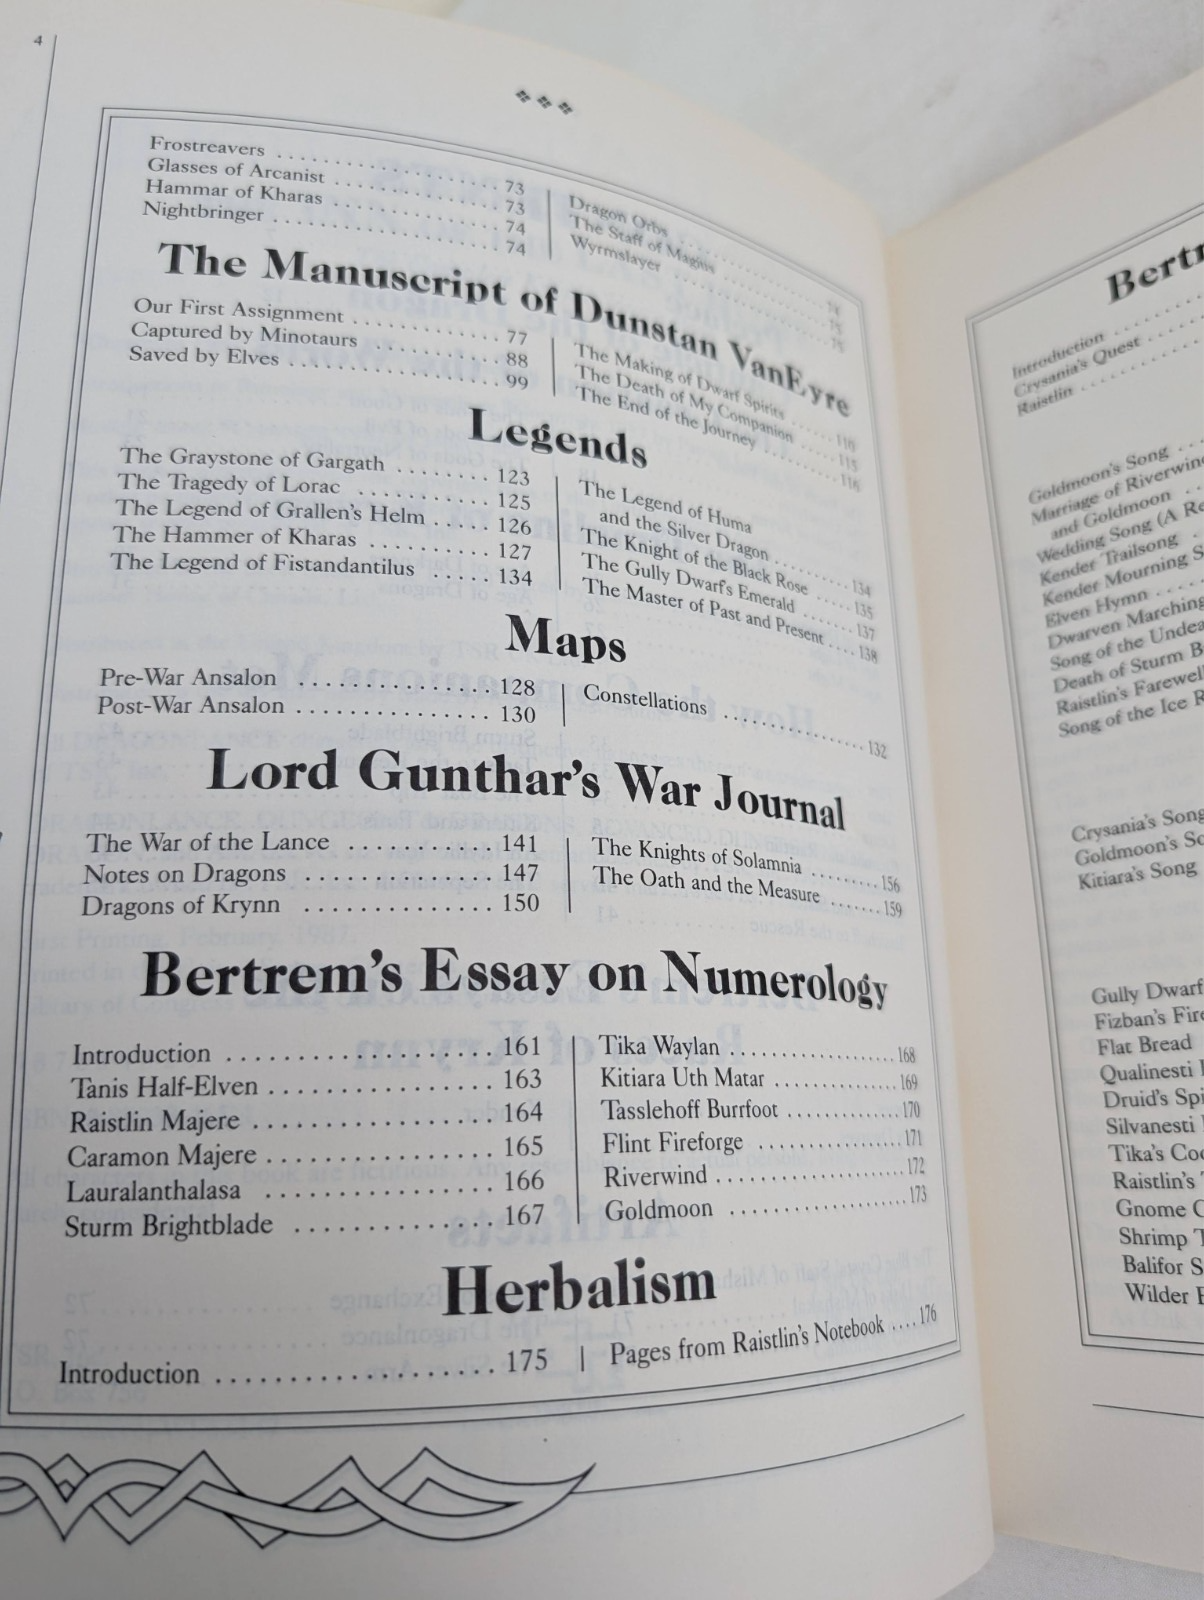 4
Frostreavers . . . . . . . . . . . . . . . . . . . 73
Glasses of Arcanist . . . . . . . . . . . . . . 73
Hammar of Kharas . . . . . . . . . . . . . . 74
Nightbringer . . . . . . . . . . . . . . . . . . . 74
Dragon Orbs
The Staff of Magius
Wyrmslayer
The Manuscript of Dunstan VanEyre
Our First Assignment . . . . . . . . . . . . 77
Captured by Minotaurs . . . . . . . . . . . 88
Saved by Elves . . . . . . . . . . . . . . . . . . 99
The Making of Dwarf Spirits . . . . . . 110
The Death of My Companion . . . . . 115
The End of the Journey . . . . . . . . . . 116
Legends
The Graystone of Gargath . . . . . . . . 123
The Tragedy of Lorac . . . . . . . . . . . . 125
The Legend of Grallen's Helm . . . . . 126
The Hammer of Kharas . . . . . . . . . . 127
The Legend of Fistandantilus . . . . . 134
The Legend of Huma
and the Silver Dragon . . . . . . . . . . 134
The Knight of the Black Rose . . . . . 135
The Gully Dwarf's Emerald . . . . . . . 137
The Master of Past and Present . . . . 138
Maps
Pre-War Ansalon . . . . . . . . . . . . . . . 128
Post-War Ansalon . . . . . . . . . . . . . . . 130
Constellations . . . . . . . . . . . . . . . . . . 132
Lord Gunthar's War Journal
The War of the Lance . . . . . . . . . . . 141
Notes on Dragons . . . . . . . . . . . . . . 147
Dragons of Krynn . . . . . . . . . . . . . . 150
The Knights of Solamnia . . . . . . . . . 156
The Oath and the Measure . . . . . . . 159
Bertrem's Essay on Numerology
Introduction . . . . . . . . . . . . . . . . . . . . 161
Tanis Half-Elven . . . . . . . . . . . . . . . . . 163
Raistlin Majere . . . . . . . . . . . . . . . . . . 164
Caramon Majere . . . . . . . . . . . . . . . . . 165
Lauralanthalasa . . . . . . . . . . . . . . . . . 166
Sturm Brightblade . . . . . . . . . . . . . . . 167
Tika Waylan . . . . . . . . . . . . . . . . . . . 168
Kitiara Uth Matar . . . . . . . . . . . . . . . 169
Tasslehoff Burrfoot . . . . . . . . . . . . . 170
Flint Fireforge . . . . . . . . . . . . . . . . . 171
Riverwind . . . . . . . . . . . . . . . . . . . . . 172
Goldmoon . . . . . . . . . . . . . . . . . . . . 173
Herbalism
Introduction . . . . . . . . . . . . . . . . . . . . . 175
Pages from Raistlin's Notebook . . . . 176
Introduction
Crysania's Quest
Raistlin
Goldmoon's Song
Marriage of
and Goldmoon
Wedding Song (A
Kender Trailsong
Kender Mourning
Elven Hymn
Dwarven Marching
Song of the
Death of Sturm
Raistlin's Farewell
Song of the Ice
Crysania's Song
Goldmoon's
Kitiara's Song
Gully Dwarf
Fizban's
Flat Bread
Qualinesti
Druid's
Silvanesti
Tika's
Raistlin's
Gnome
Shrimp
Balifor
Wilder